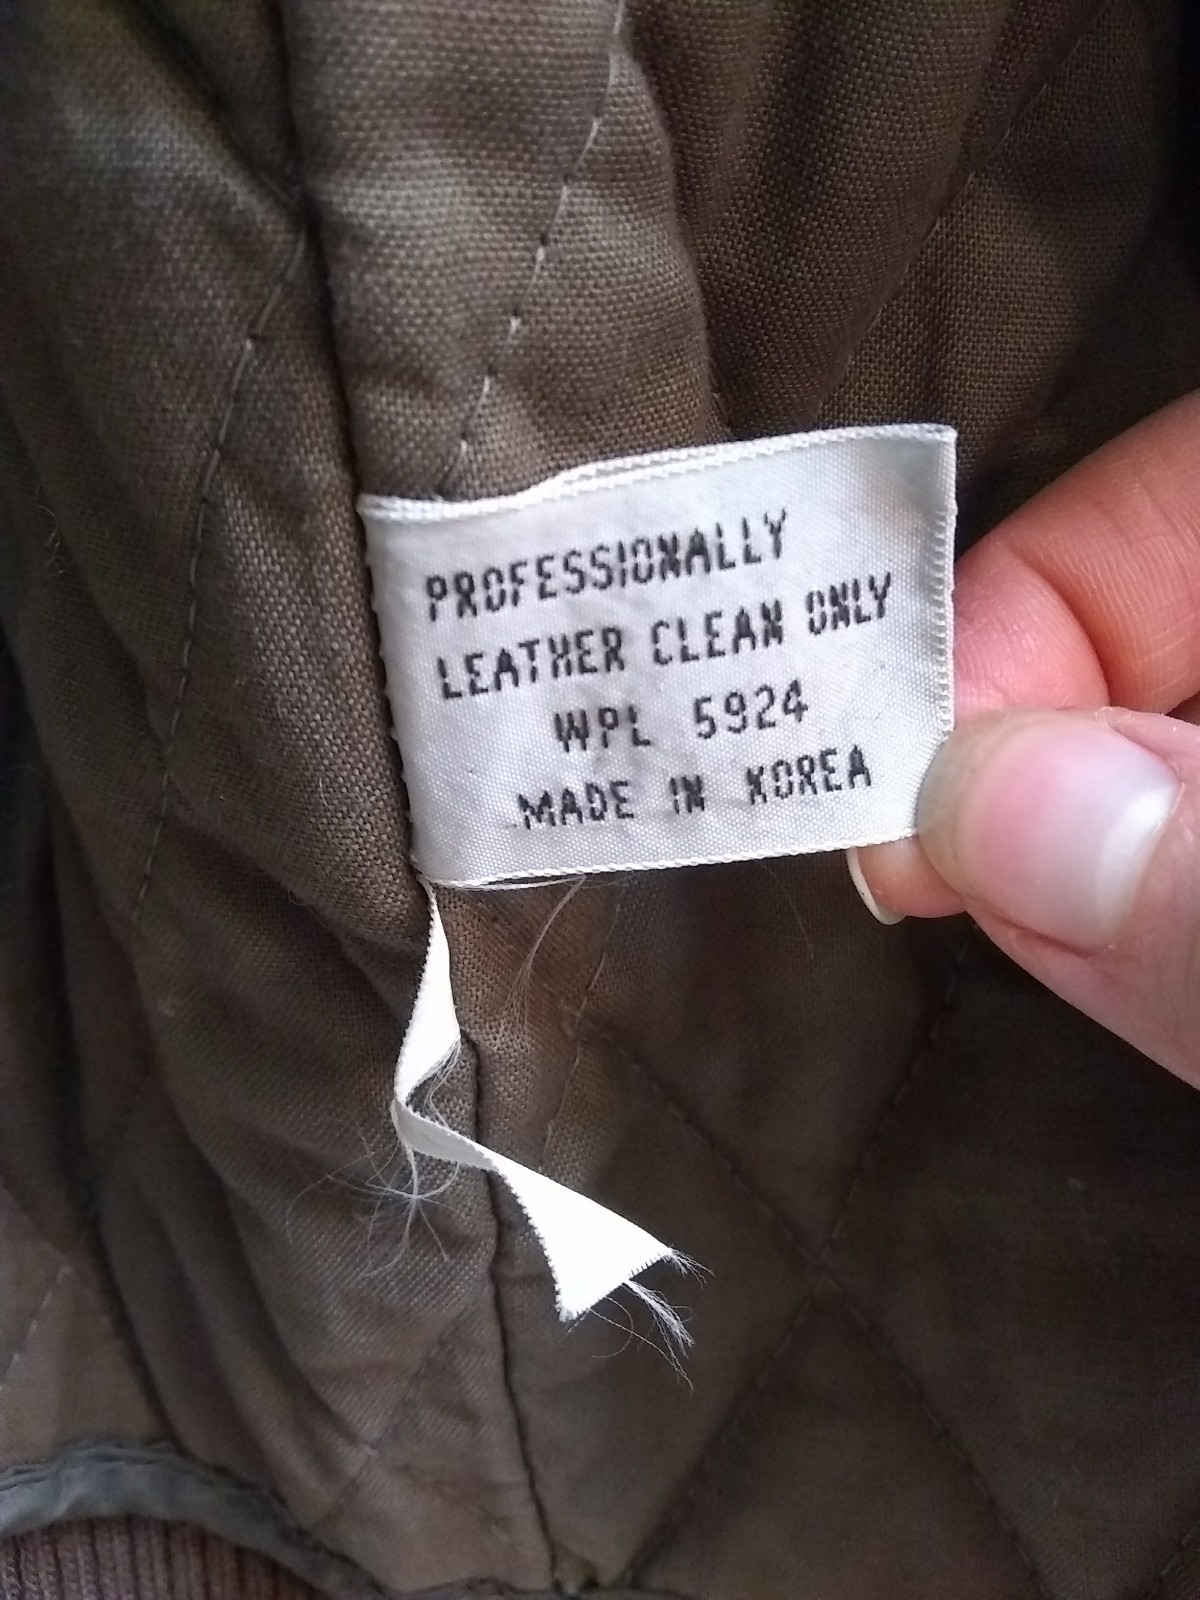 PROFESSIONALLY
LEATHER CLEAN ONLY
WPL 5924
MADE IN KOREA